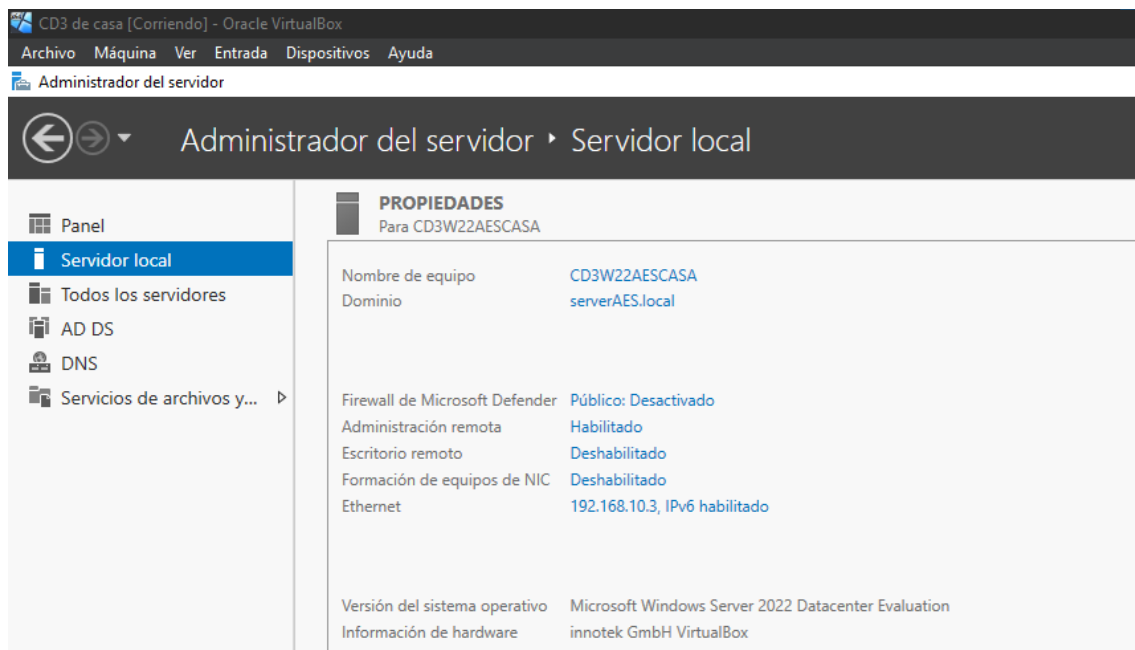 CD3 de casa [Corriendo] - Oracle VirtualBox
Archivo Máquina Ver Entrada Dispositivos Ayuda
Administrador del servidor
Administrador del servidor ‣ Servidor local
Panel
Servidor local
Todos los servidores
AD DS
DNS
Servicios de archivos y...
PROPIEDADES
Para CD3W22AESCASA
Nombre de equipo CD3W22AESCASA
Dominio serverAES.local
Firewall de Microsoft Defender Público: Desactivado
Administración remota Habilitado
Escritorio remoto Deshabilitado
Formación de equipos de NIC Deshabilitado
Ethernet 192.168.10.3, IPv6 habilitado
Versión del sistema operativo Microsoft Windows Server 2022 Datacenter Evaluation
Información de hardware innotek GmbH VirtualBox